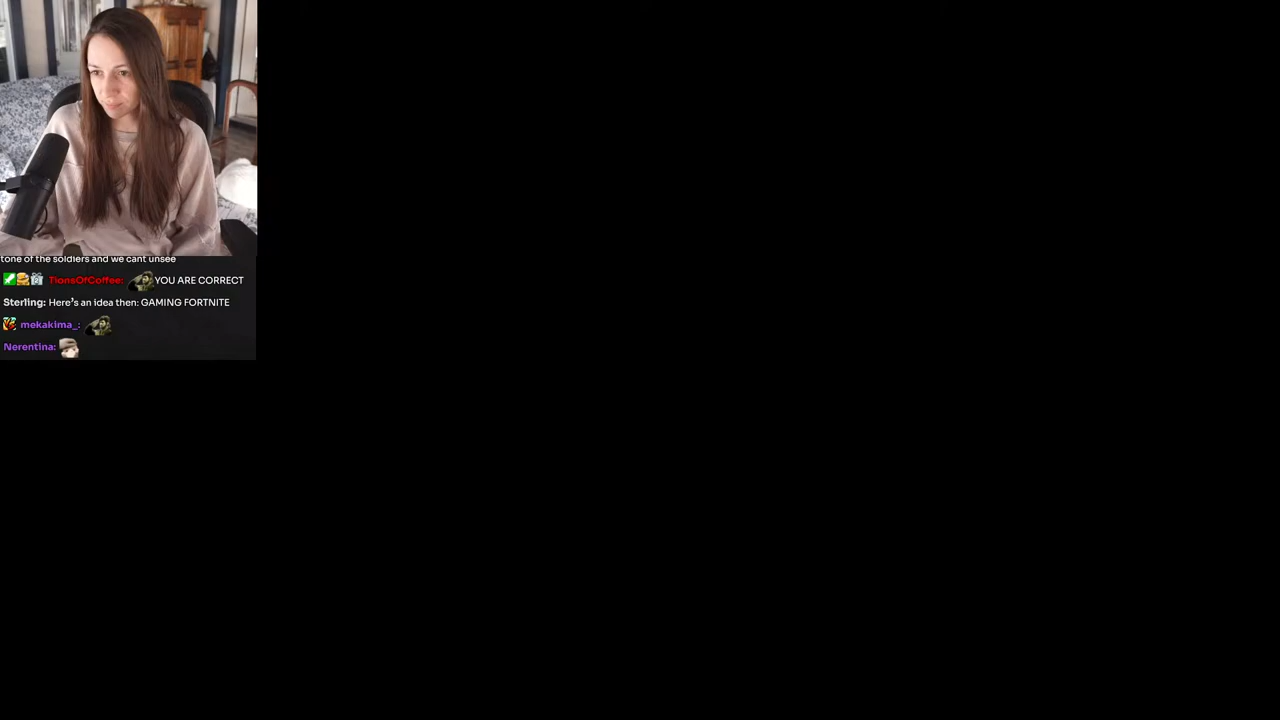 tone of the soldiers and we cant unsee
TionsOfCoffee: YOU ARE CORRECT
Sterling: Here's an idea then: GAMING FORTNITE
mekakima_:
Nerentina: